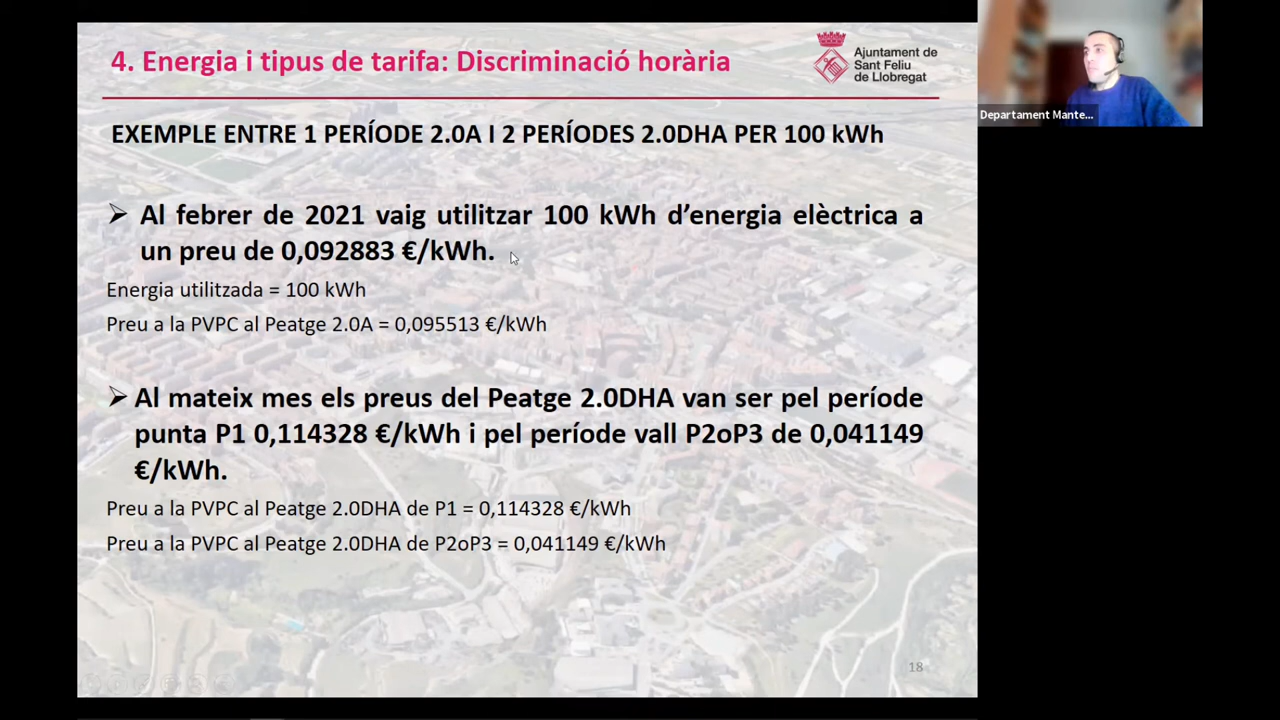 4. Energia i tipus de tarifa: Discriminació horària
Ajuntament de
Sant Feliu
de Llobregat
EXEMPLE ENTRE 1 PERÍODE 2.0A I 2 PERÍODES 2.0DHA PER 100 kWh
Al febrer de 2021 vaig utilitzar 100 kWh d’energia elèctrica a
un preu de 0,092883 €/kWh.
Energia utilitzada = 100 kWh
Preu a la PVPC al Peatge 2.0A = 0,095513 €/kWh
Al mateix mes els preus del Peatge 2.0DHA van ser pel període
punta P1 0,114328 €/kWh i pel període vall P2oP3 de 0,041149
€/kWh.
Preu a la PVPC al Peatge 2.0DHA de P1 = 0,114328 €/kWh
Preu a la PVPC al Peatge 2.0DHA de P2oP3 = 0,041149 €/kWh
18
Departament Mante...